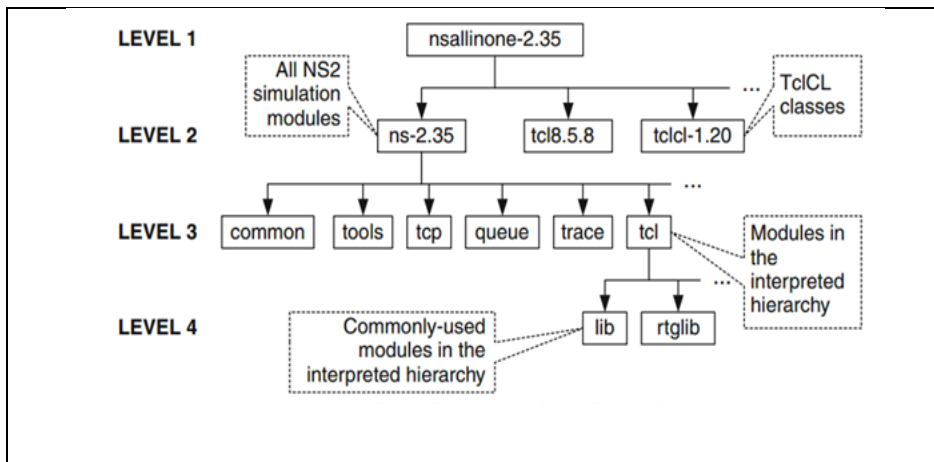 LEVEL 1
nsallinone-2.35
All NS2
simulation
modules
...
TclCL
classes
LEVEL 2
ns-2.35
tcl8.5.8
tclcl-1.20
...
LEVEL 3
common
tools
tcp
queue
trace
tcl
Modules in
the
interpreted
hierarchy
...
LEVEL 4
Commonly-used
modules in the
interpreted hierarchy
lib
rtglib